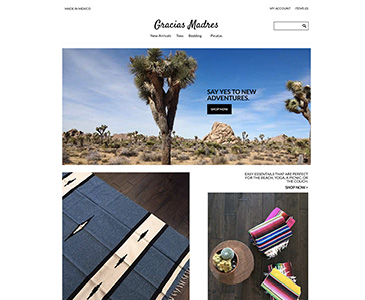 MADE IN MEXICO
MY ACCOUNT
ITEMS (0)
Gracias Madres
New Arrivals Tees Bedding Piñatas
SAY YES TO NEW
ADVENTURES.
SHOP NOW
EASY ESSENTIALS THAT ARE PERFECT
FOR THE BEACH, YOGA, A PICNIC, OR
THE COUCH.
SHOP NOW >